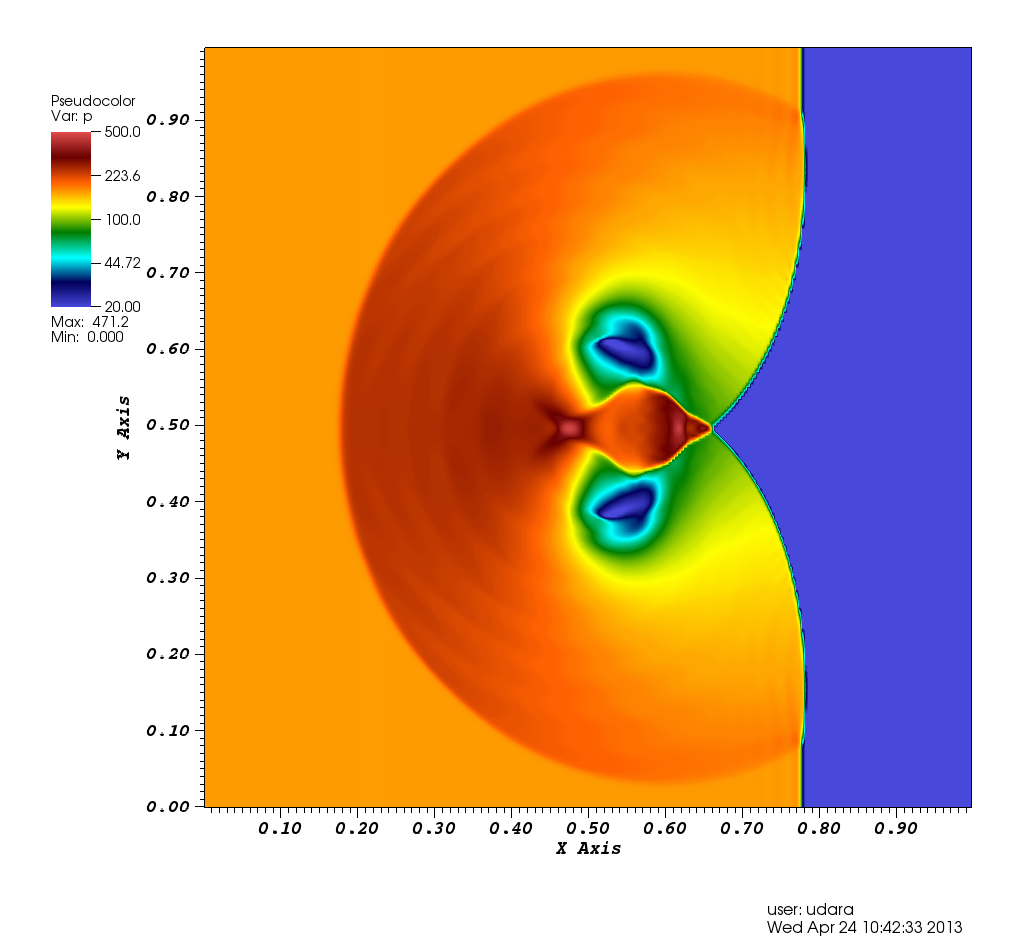 Pseudocolor
Var: p
500.0
223.6
100.0
44.72
20.00
Max: 471.2
Min: 0.000
0.90
0.80
0.70
0.60
0.50
0.40
0.30
0.20
0.10
0.00
Y Axis
0.10 0.20 0.30 0.40 0.50 0.60 0.70 0.80 0.90
X Axis
user: udara
Wed Apr 24 10:42:33 2013